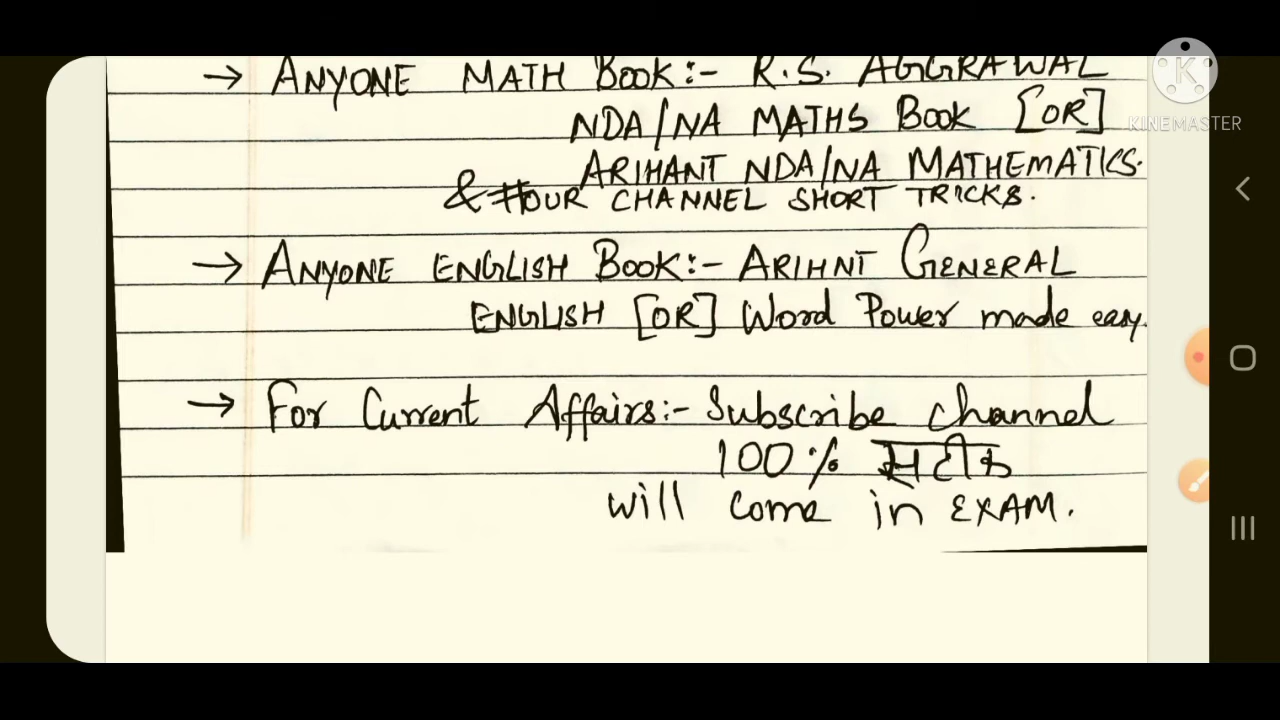 → ANYONE MATH BOOK:- R.S. AGGRAWAL
NDA/NA MATHS BOOK [OR]
ARIHANT NDA/NA MATHEMATICS.
& OUR CHANNEL SHORT TRICKS.
→ ANYONE ENGLISH BOOK:- ARIHNT GENERAL
ENGLISH [OR] Word Power made easy.
→ For Current Affairs:- Subscribe channel
100% सटीक
will come in EXAM.
K
KINEMASTER